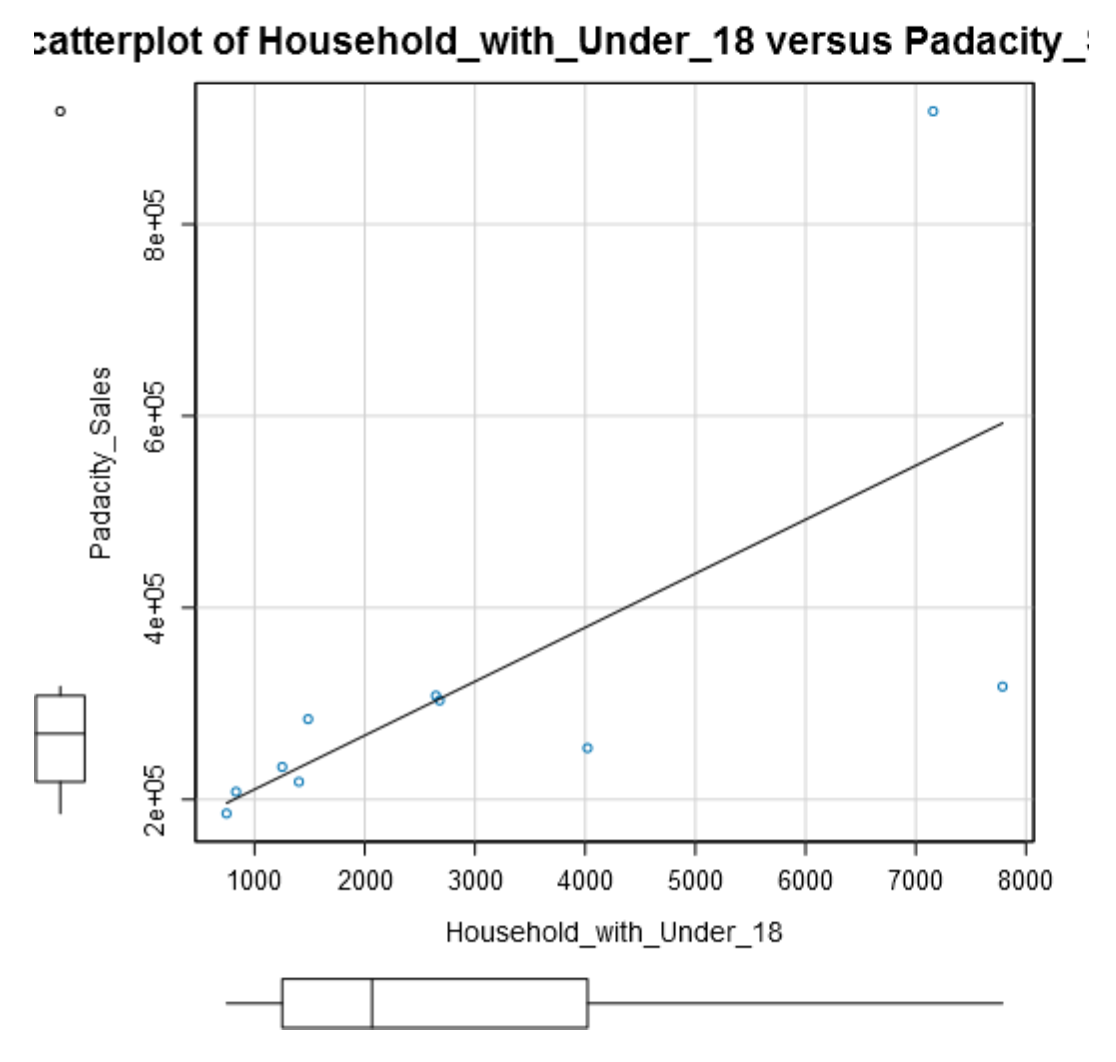 catterplot of Household_with_Under_18 versus Padacity_
8e+05
6e+05
4e+05
2e+05
Padacity_Sales
1000 2000 3000 4000 5000 6000 7000 8000
Household_with_Under_18